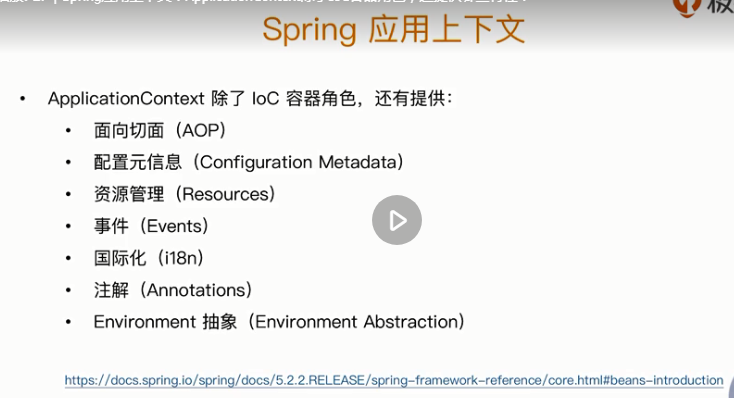 Spring 应用上下文
• ApplicationContext 除了 IoC 容器角色，还有提供：
• 面向切面（AOP）
• 配置元信息（Configuration Metadata）
• 资源管理（Resources）
• 事件（Events）
• 国际化（i18n）
• 注解（Annotations）
• Environment 抽象（Environment Abstraction）
https://docs.spring.io/spring/docs/5.2.2.RELEASE/spring-framework-reference/core.html#beans-introduction